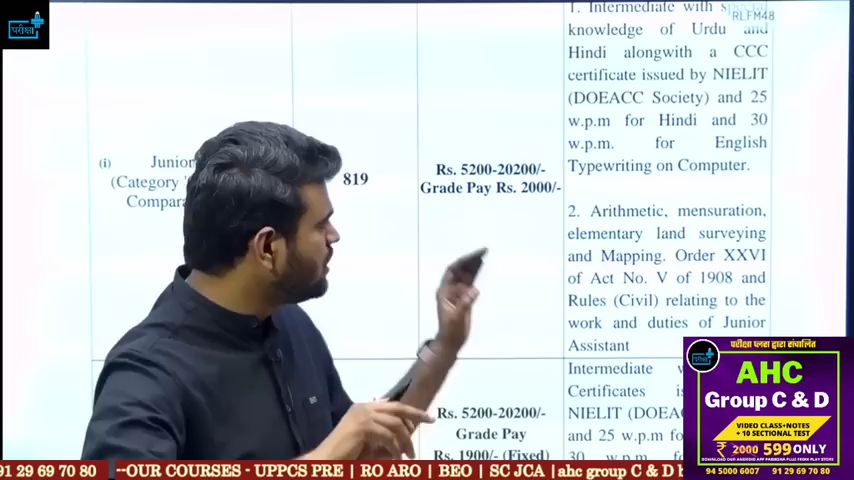 परीक्षा
RLFM48
1. Intermediate with special
knowledge of Urdu and
Hindi alongwith a CCC
certificate issued by NIELIT
(DOEACC Society) and 25
w.p.m for Hindi and 30
w.p.m. for English
Typewriting on Computer.
(i) Junior
(Category
Compara
819
Rs. 5200-20200/-
Grade Pay Rs. 2000/-
2. Arithmetic, mensuration,
elementary land surveying
and Mapping. Order XXVI
of Act No. V of 1908 and
Rules (Civil) relating to the
work and duties of Junior
Assistant
Rs. 5200-20200/-
Grade Pay
Rs. 1900/- (Fixed)
Intermediate
Certificates
NIELIT (DOEA
and 25 w.p.m fo
30 w.p.m.
परीक्षा प्लस द्वारा संचालित
AHC
Group C & D
VIDEO CLASS+NOTES
+ 10 SECTIONAL TEST
₹ 2000 599 ONLY
94 5000 6007 91 29 69 70 80
91 29 69 70 80 --OUR COURSES - UPPCS PRE | RO ARO | BEO | SC JCA |ahc group C & D b